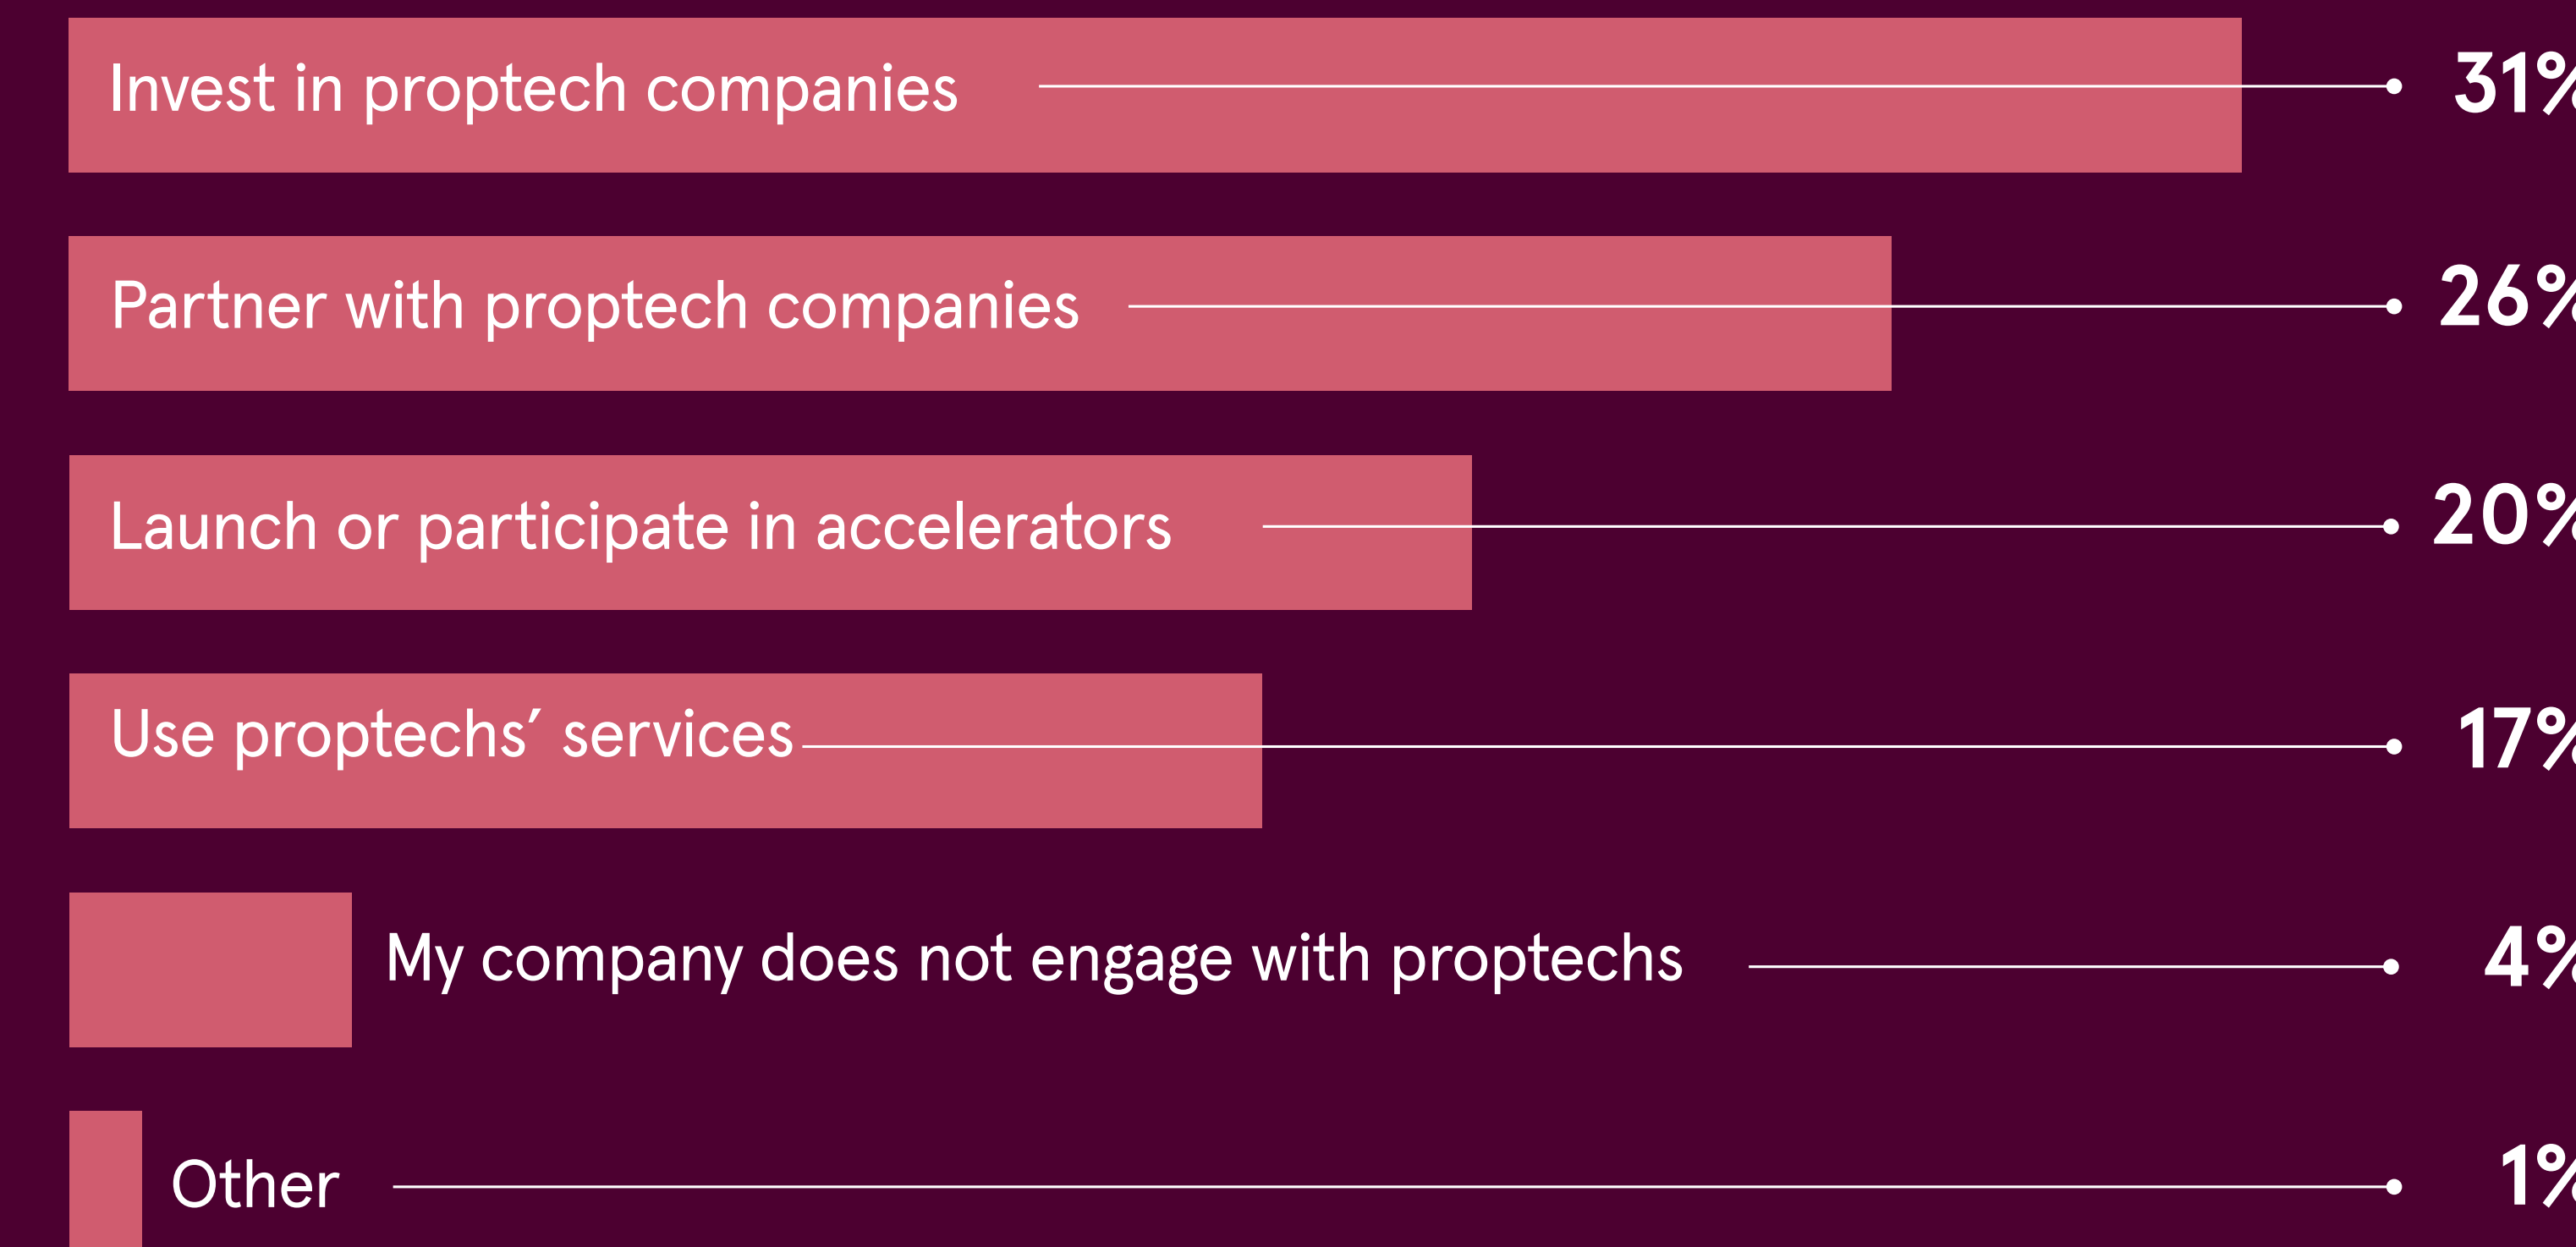 Invest in proptech companies 31%
Partner with proptech companies 26%
Launch or participate in accelerators 20%
Use proptechs’ services 17%
My company does not engage with proptechs 4%
Other 1%